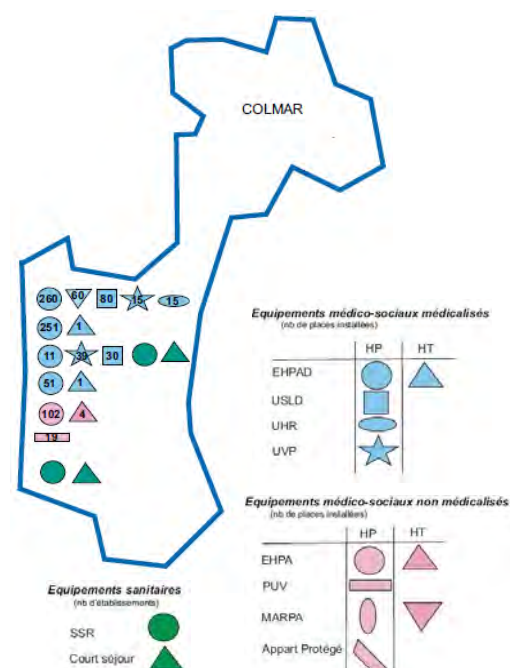 COLMAR
260 60 80 15 15
251 1
11 39 30
51 1
102 4
19
Equipements médico-sociaux médicalisés
(nb de places installées)
HP HT
EHPAD
USLD
UHR
UVP
Equipements médico-sociaux non médicalisés
(nb de places installées)
HP HT
EHPA
PUV
MARPA
Appart Protégé
Equipements sanitaires
(nb d'établissements)
SSR
Court séjour